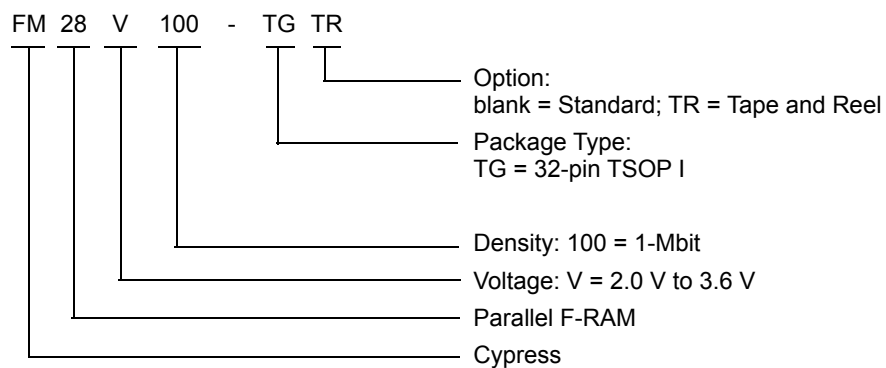 FM 28 V 100 - TG TR
Option:
blank = Standard; TR = Tape and Reel
Package Type:
TG = 32-pin TSOP I
Density: 100 = 1-Mbit
Voltage: V = 2.0 V to 3.6 V
Parallel F-RAM
Cypress